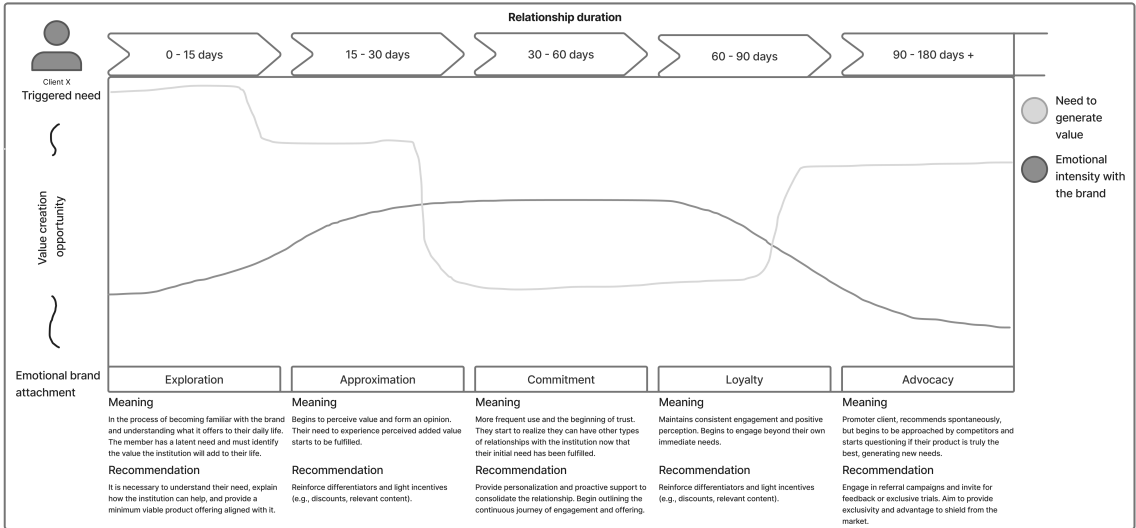 Relationship duration
0 - 15 days
15 - 30 days
30 - 60 days
60 - 90 days
90 - 180 days +
Client X
Triggered need
Value creation
opportunity
Emotional brand
attachment
Need to
generate
value
Emotional
intensity with
the brand
Exploration
Approximation
Commitment
Loyalty
Advocacy
Meaning
In the process of becoming familiar with the brand
and understanding what it offers to their daily life.
The member has a latent need and must identify
the value the institution will add to their life.
Recommendation
It is necessary to understand their need, explain
how the institution can help, and provide a
minimum viable product offering aligned with it.
Meaning
Begins to perceive value and form an opinion.
Their need to experience perceived added value
starts to be fulfilled.
Recommendation
Reinforce differentiators and light incentives
(e.g., discounts, relevant content).
Meaning
More frequent use and the beginning of trust.
They start to realize they can have other types
of relationships with the institution now that
their initial need has been fulfilled.
Recommendation
Provide personalization and proactive support to
consolidate the relationship. Begin outlining the
continuous journey of engagement and offering.
Meaning
Maintains consistent engagement and positive
perception. Begins to engage beyond their own
immediate needs.
Recommendation
Reinforce differentiators and light incentives
(e.g., discounts, relevant content).
Meaning
Promoter client, recommends spontaneously,
but begins to be approached by competitors and
starts questioning if their product is truly the
best, generating new needs.
Recommendation
Engage in referral campaigns and invite for
feedback or exclusive trials. Aim to provide
exclusivity and advantage to shield from the
market.